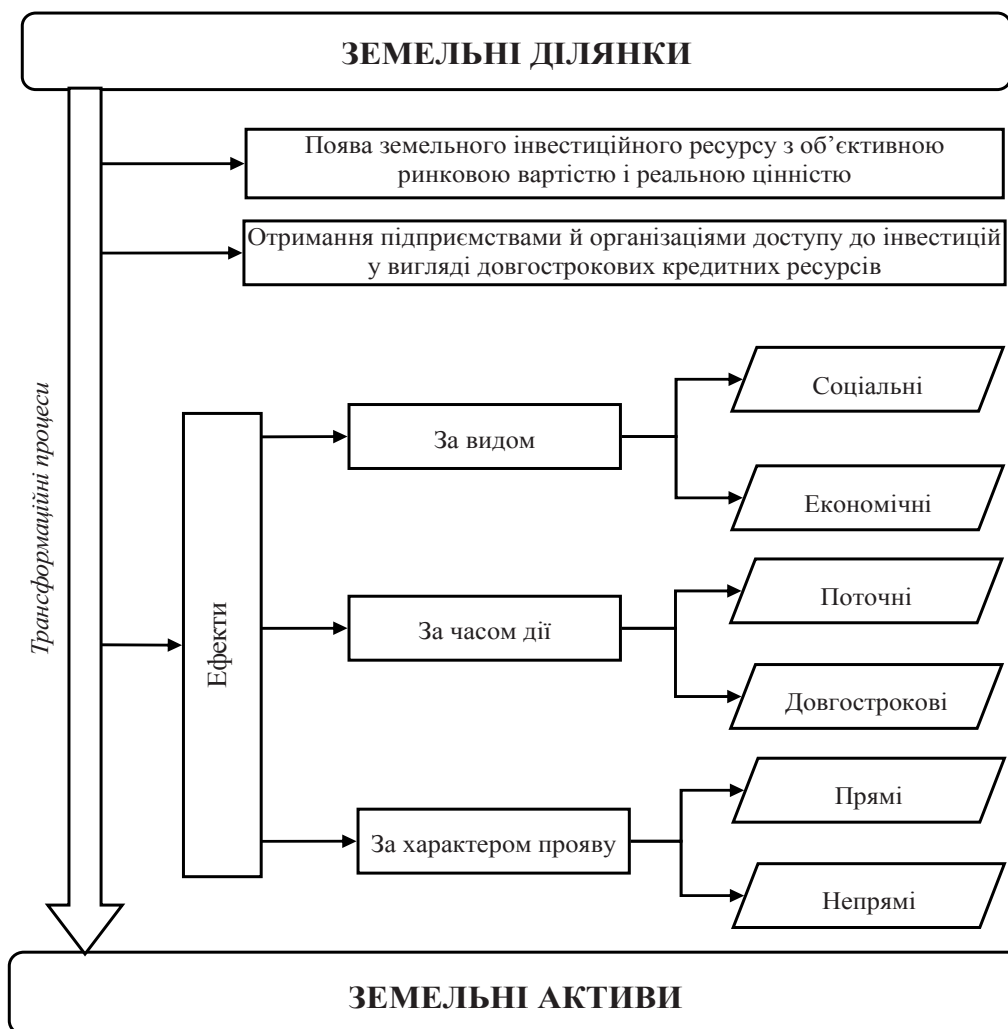 ЗЕМЕЛЬНІ ДІЛЯНКИ
Поява земельного інвестиційного ресурсу з об’єктивною
ринковою вартістю і реальною цінністю
Отримання підприємствами й організаціями доступу до інвестицій
у вигляді довгострокових кредитних ресурсів
Трансформаційні процеси
Ефекти
За видом
Соціальні
Економічні
За часом дії
Поточні
Довгострокові
За характером прояву
Прямі
Непрямі
ЗЕМЕЛЬНІ АКТИВИ